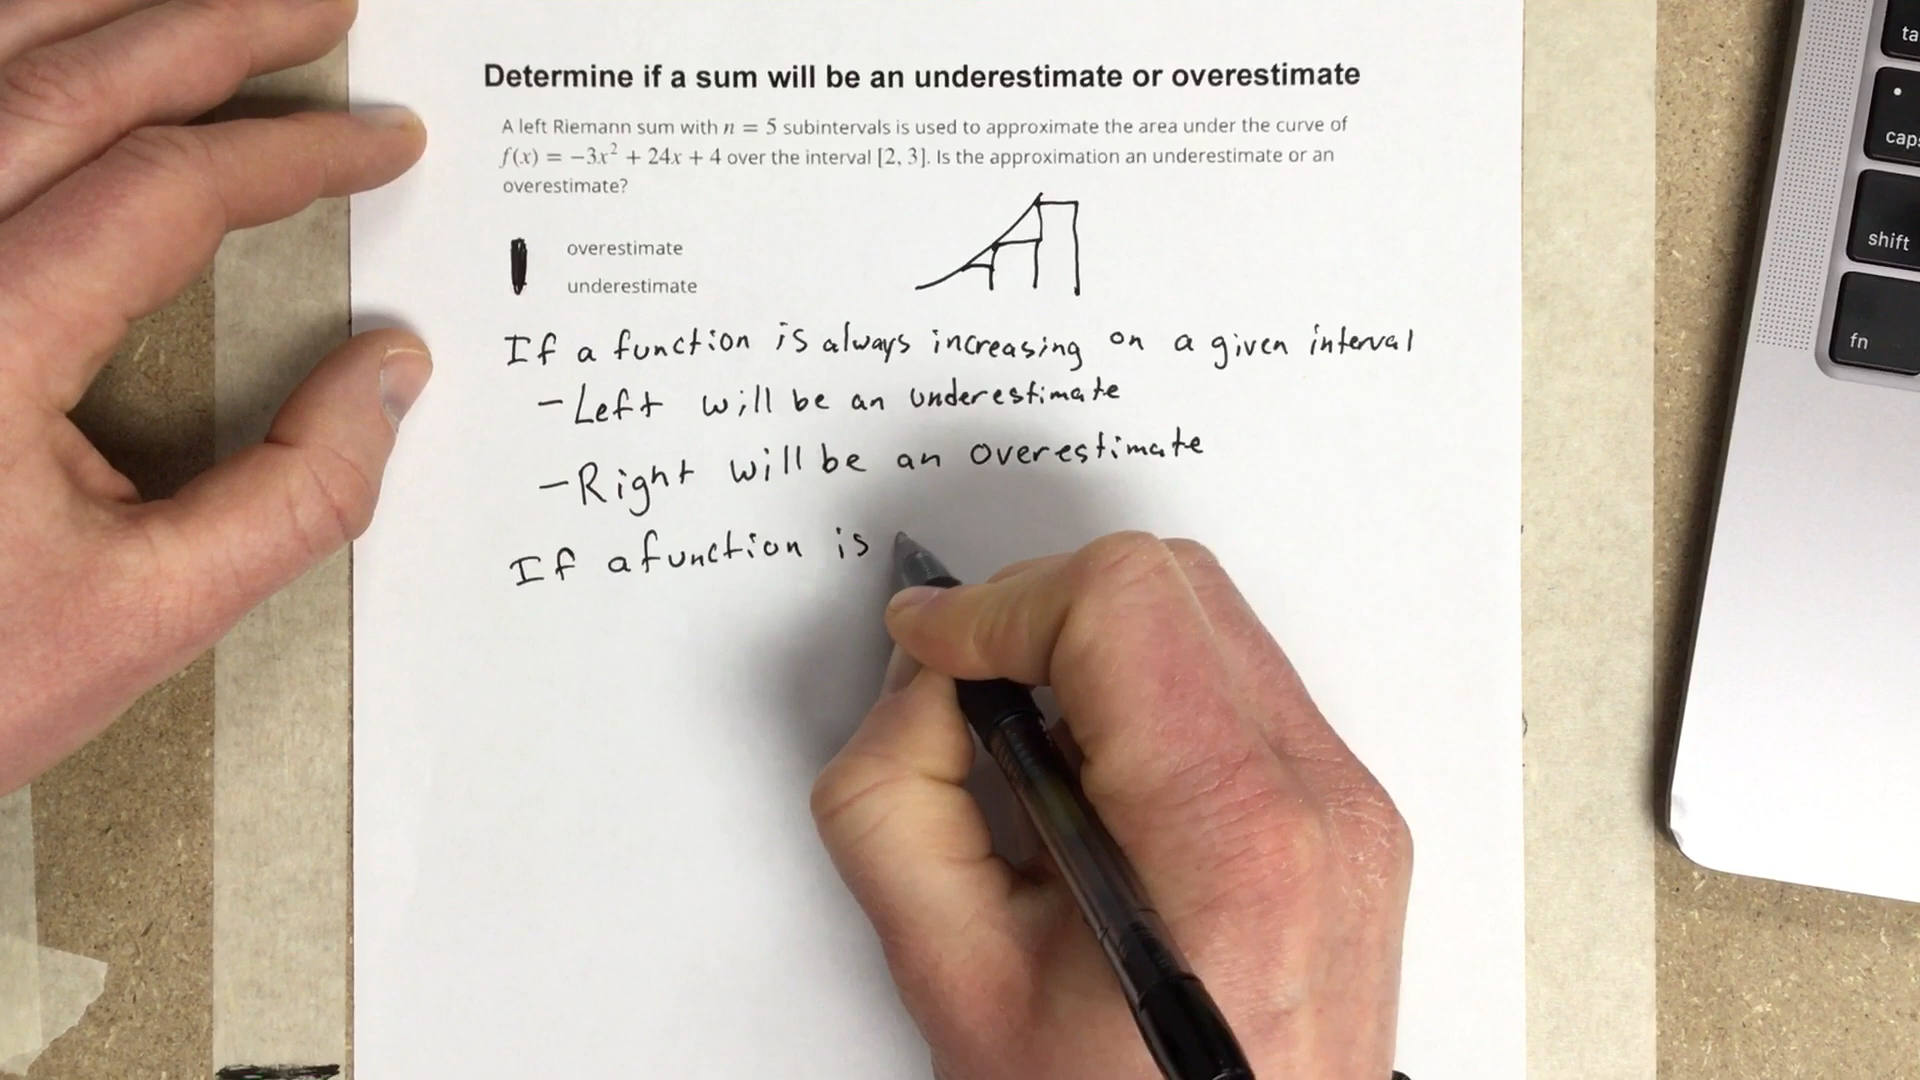 Determine if a sum will be an underestimate or overestimate
A left Riemann sum with n = 5 subintervals is used to approximate the area under the curve of
f(x) = −3x² + 24x + 4 over the interval [2, 3]. Is the approximation an underestimate or an
overestimate?
overestimate
underestimate
If a function is always increasing on a given interval
- Left will be an underestimate
- Right will be an overestimate
If a function is
ta
caps
shift
fn